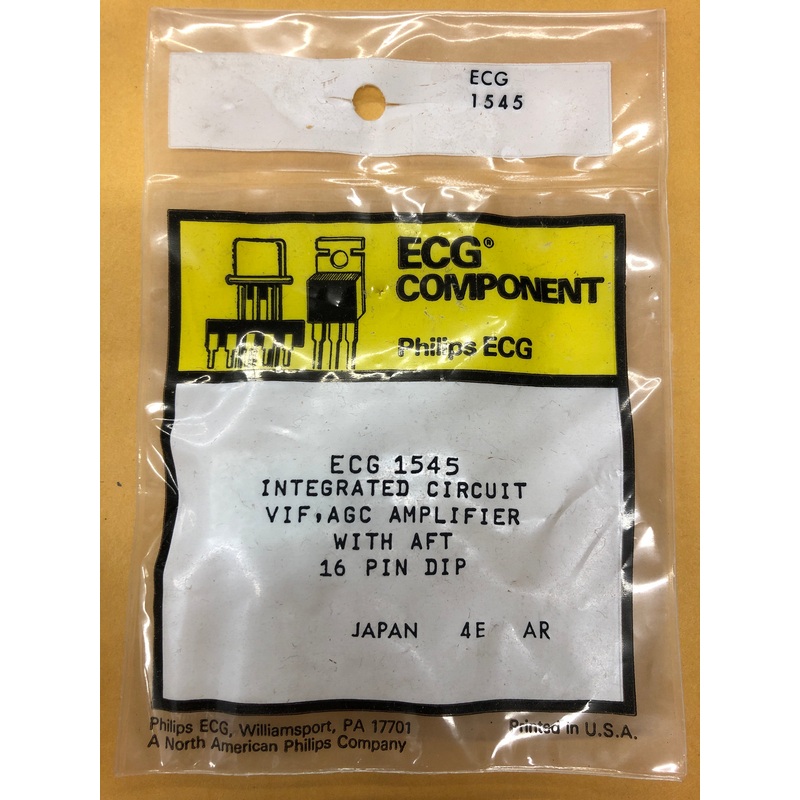 ECG
1545
ECG®
COMPONENT
Philips ECG
ECG 1545
INTEGRATED CIRCUIT
VIF,AGC AMPLIFIER
WITH AFT
16 PIN DIP
JAPAN 4E AR
Philips ECG, Williamsport, PA 17701
A North American Philips Company
Printed in U.S.A.